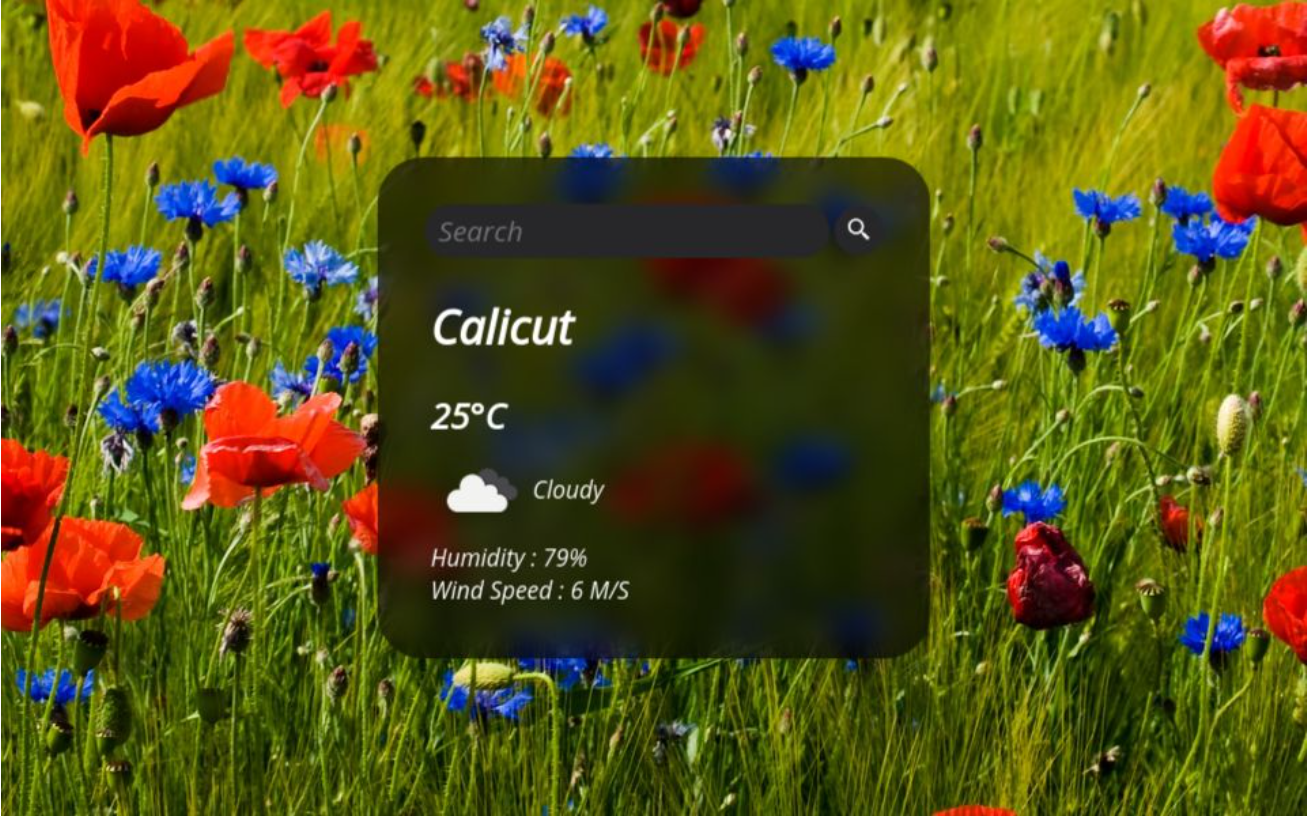 Search
Calicut
25°C
Cloudy
Humidity : 79%
Wind Speed : 6 M/S